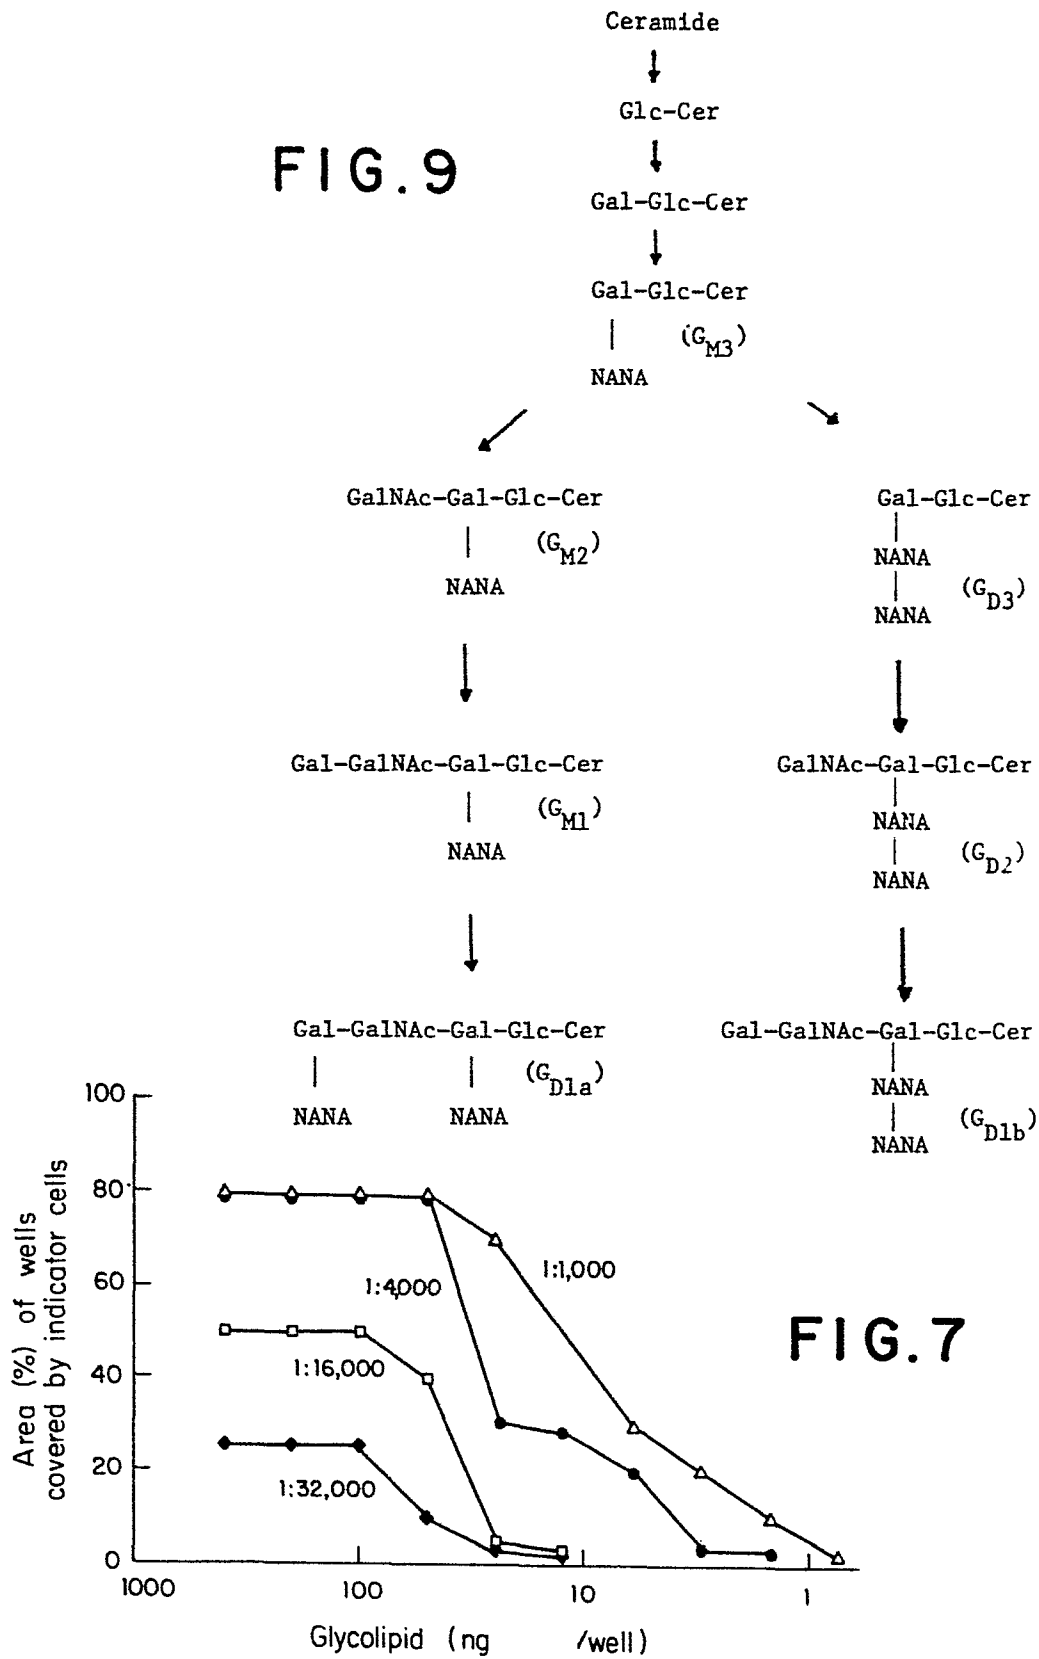 Ceramide
Glc-Cer
FIG. 9
Gal-Glc-Cer
Gal-Glc-Cer
(GM3)
NANA
GalNAc-Gal-Glc-Cer
(GM2)
NANA
Gal-Glc-Cer
NANA
(GD3)
NANA
Gal-GalNAc-Gal-Glc-Cer
(GM1)
NANA
GalNAc-Gal-Glc-Cer
NANA
(GD2)
NANA
Gal-GalNAc-Gal-Glc-Cer
(GD1a)
NANA NANA
Gal-GalNAc-Gal-Glc-Cer
NANA
(GD1b)
NANA
FIG. 7
Area (%) of wells
covered by indicator cells
100
80
60
40
20
0
1:4000
1:1,000
1:16,000
1:32,000
1000 100 10 1
Glycolipid (ng /well)